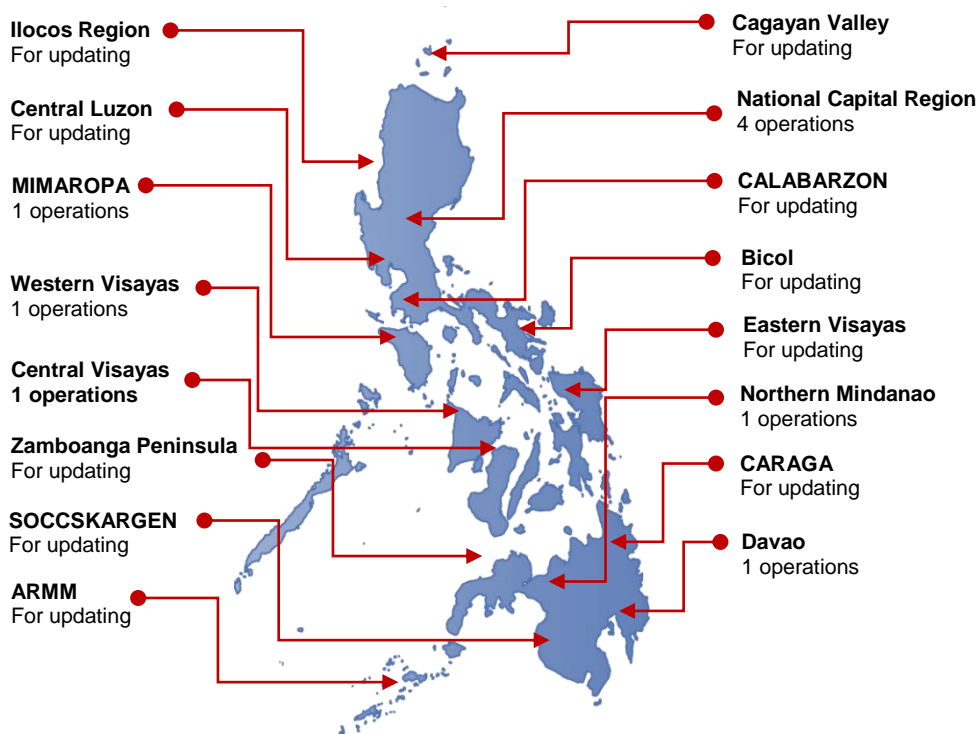 Ilocos Region
For updating
Central Luzon
For updating
MIMAROPA
1 operations
Western Visayas
1 operations
Central Visayas
1 operations
Zamboanga Peninsula
For updating
SOCCSKARGEN
For updating
ARMM
For updating
Cagayan Valley
For updating
National Capital Region
4 operations
CALABARZON
For updating
Bicol
For updating
Eastern Visayas
For updating
Northern Mindanao
1 operations
CARAGA
For updating
Davao
1 operations